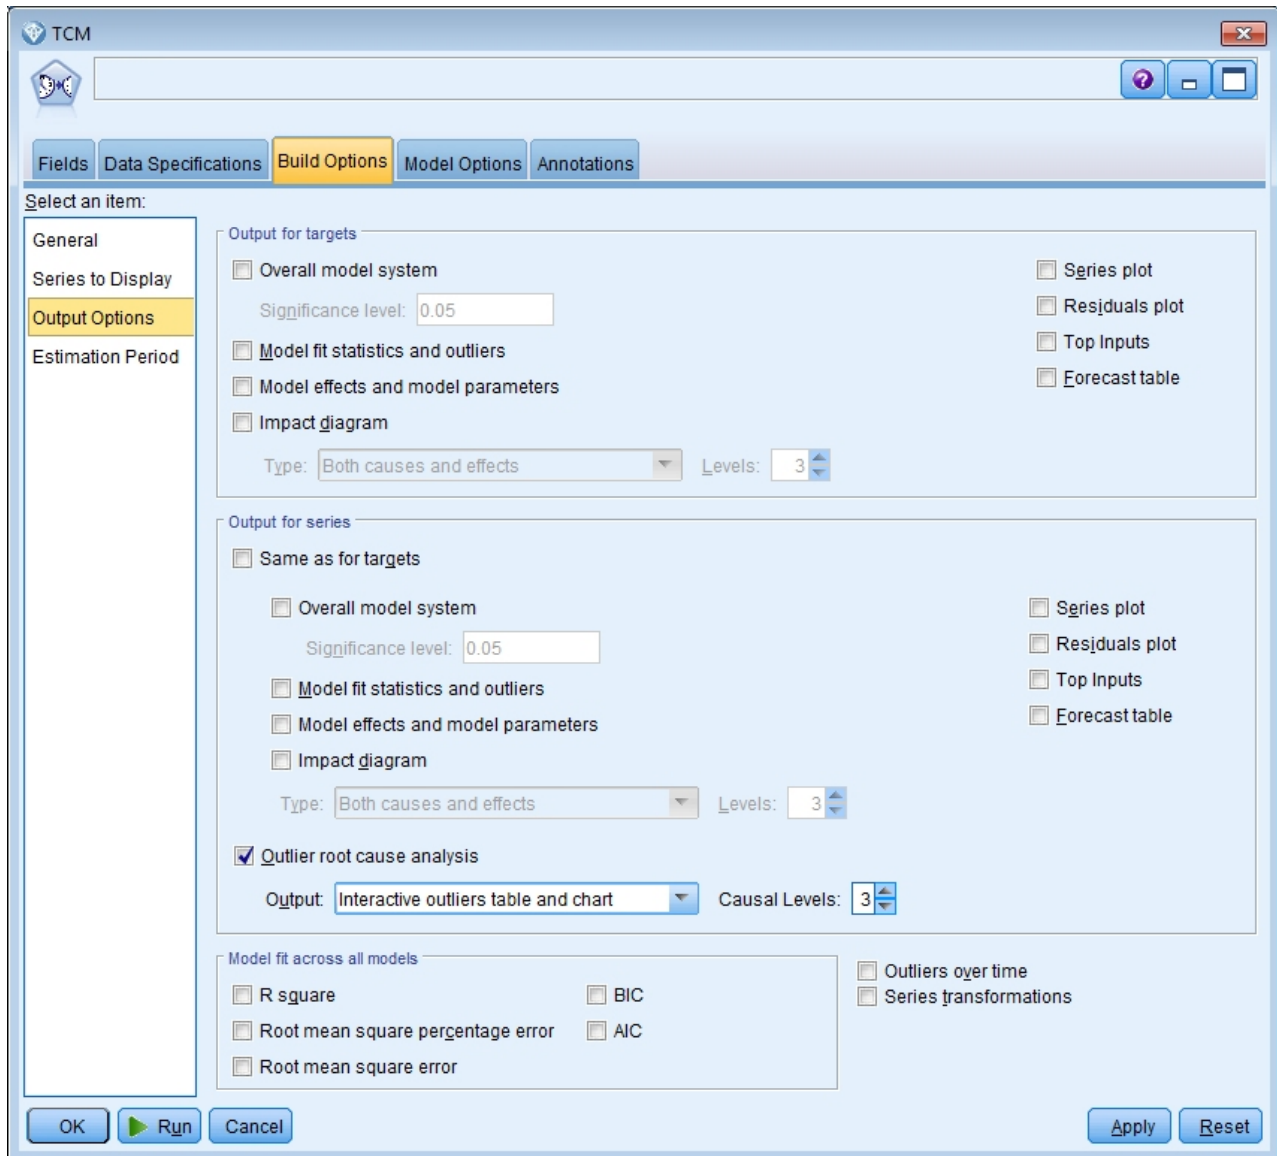 TCM
Fields Data Specifications Build Options Model Options Annotations
Select an item:
General
Series to Display
Output Options
Estimation Period
Output for targets
Overall model system
Significance level: 0.05
Model fit statistics and outliers
Model effects and model parameters
Impact diagram
Type: Both causes and effects Levels: 3
Series plot
Residuals plot
Top Inputs
Forecast table
Output for series
Same as for targets
Overall model system
Significance level: 0.05
Model fit statistics and outliers
Model effects and model parameters
Impact diagram
Type: Both causes and effects Levels: 3
Series plot
Residuals plot
Top Inputs
Forecast table
Outlier root cause analysis
Output: Interactive outliers table and chart Causal Levels: 3
Model fit across all models
R square
Root mean square percentage error
Root mean square error
BIC
AIC
Outliers over time
Series transformations
OK Run Cancel Apply Reset